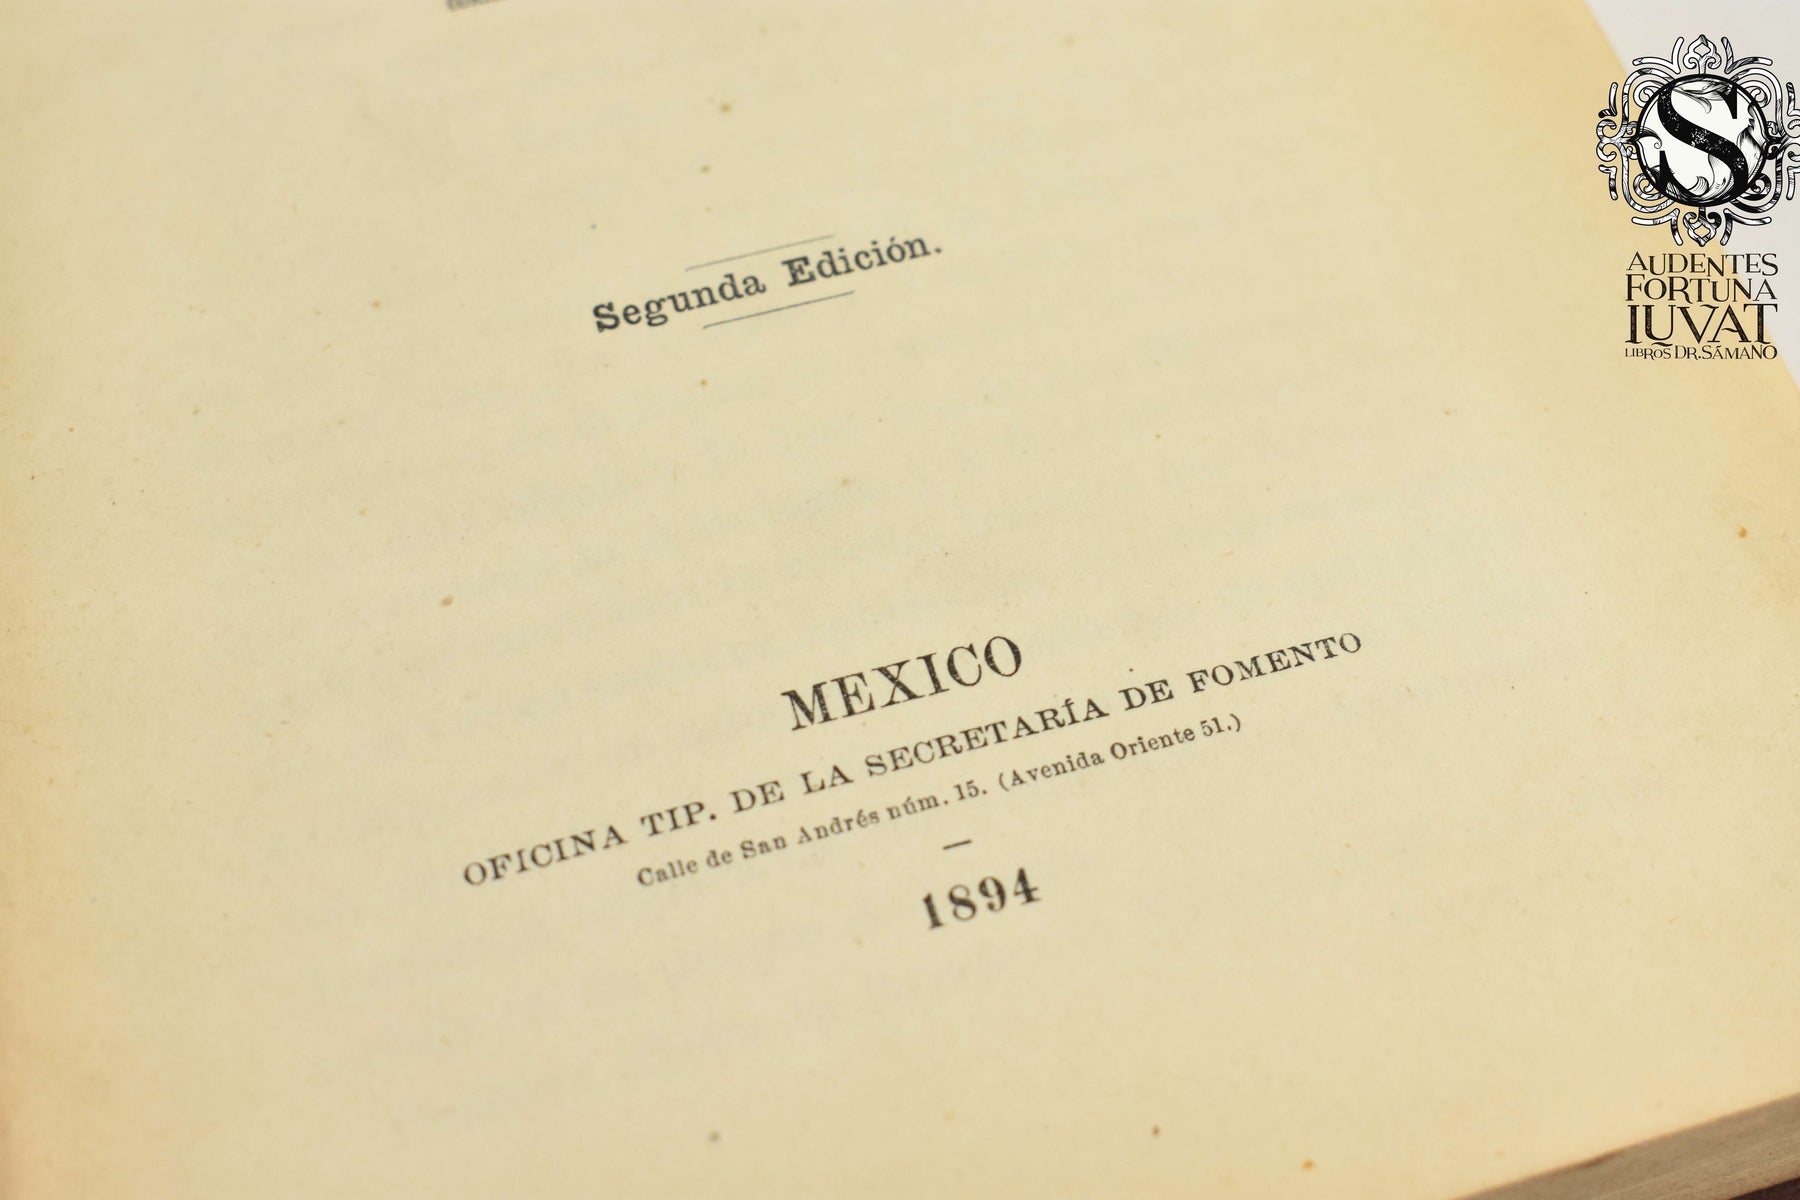 Segunda Edición.
MEXICO
OFICINA TIP. DE LA SECRETARÍA DE FOMENTO
Calle de San Andrés núm. 15. (Avenida Oriente 51.)
1894
S
AUDENTES
FORTUNA
IUVAT
LIBROS DR. SÁMANO